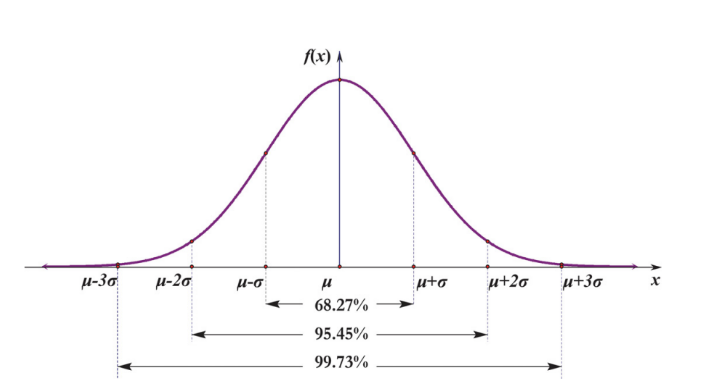 f(x)
μ-3σ μ-2σ μ-σ μ μ+σ μ+2σ μ+3σ x
68.27%
95.45%
99.73%